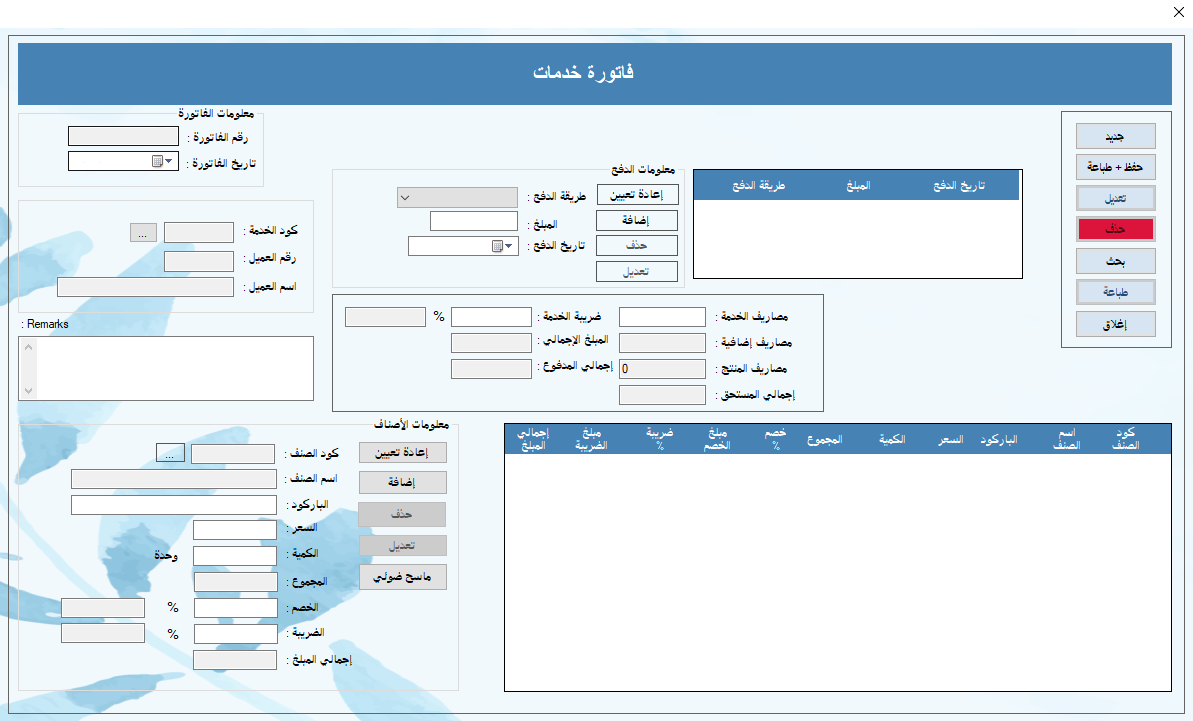 فاتورة خدمات
جديد
حفظ + طباعة
تعديل
حذف
بحث
طباعة
إغلاق
تاريخ الدفع المبلغ طريقة الدفع
معلومات الدفع
إعادة تعيين
إضافة
حذف
تعديل
طريقة الدفع :
المبلغ :
تاريخ الدفع :
معلومات الفاتورة
رقم الفاتورة :
تاريخ الفاتورة :
كود الخدمة :
...
رقم العميل :
اسم العميل :
Remarks :
مصاريف الخدمة :
مصاريف إضافية :
مصاريف المنتج :
0
إجمالي المستحق :
ضريبة الخدمة :
%
المبلغ الإجمالي :
إجمالي المدفوع :
كود الصنف اسم الصنف الباركود السعر الكمية المجموع خصم % مبلغ الخصم ضريبة % مبلغ الضريبة إجمالي المبلغ
معلومات الأصناف
إعادة تعيين
إضافة
حذف
تعديل
ماسح ضوئي
كود الصنف :
...
اسم الصنف :
الباركود :
السعر :
الكمية :
وحدة
المجموع :
الخصم :
%
الضريبة :
%
إجمالي المبلغ :